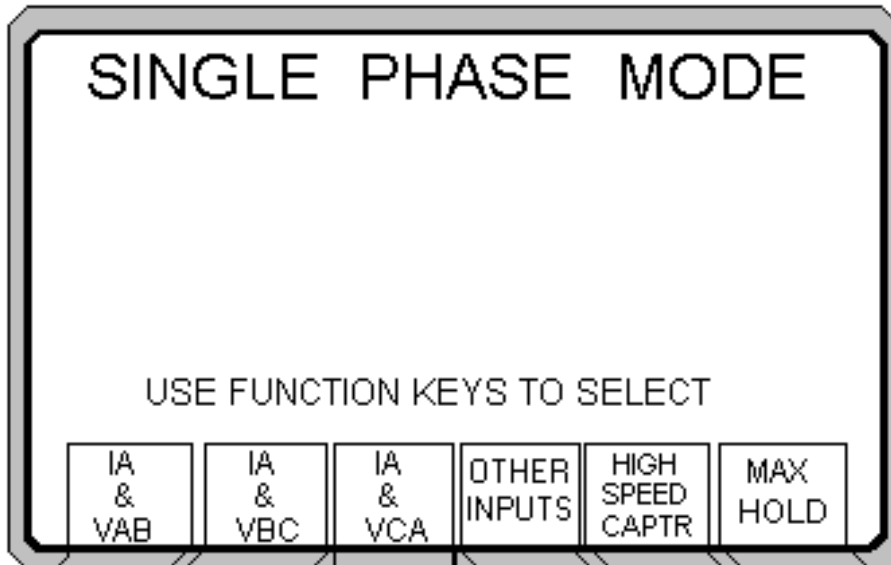 SINGLE PHASE MODE
USE FUNCTION KEYS TO SELECT
IA
&
VAB
IA
&
VBC
IA
&
VCA
OTHER
INPUTS
HIGH
SPEED
CAPTR
MAX
HOLD